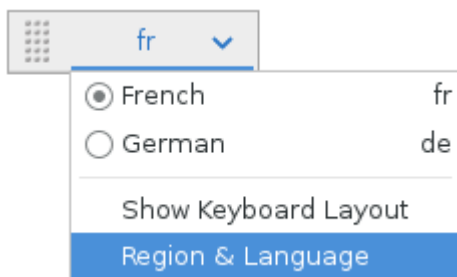 fr
French fr
German de
Show Keyboard Layout
Region & Language